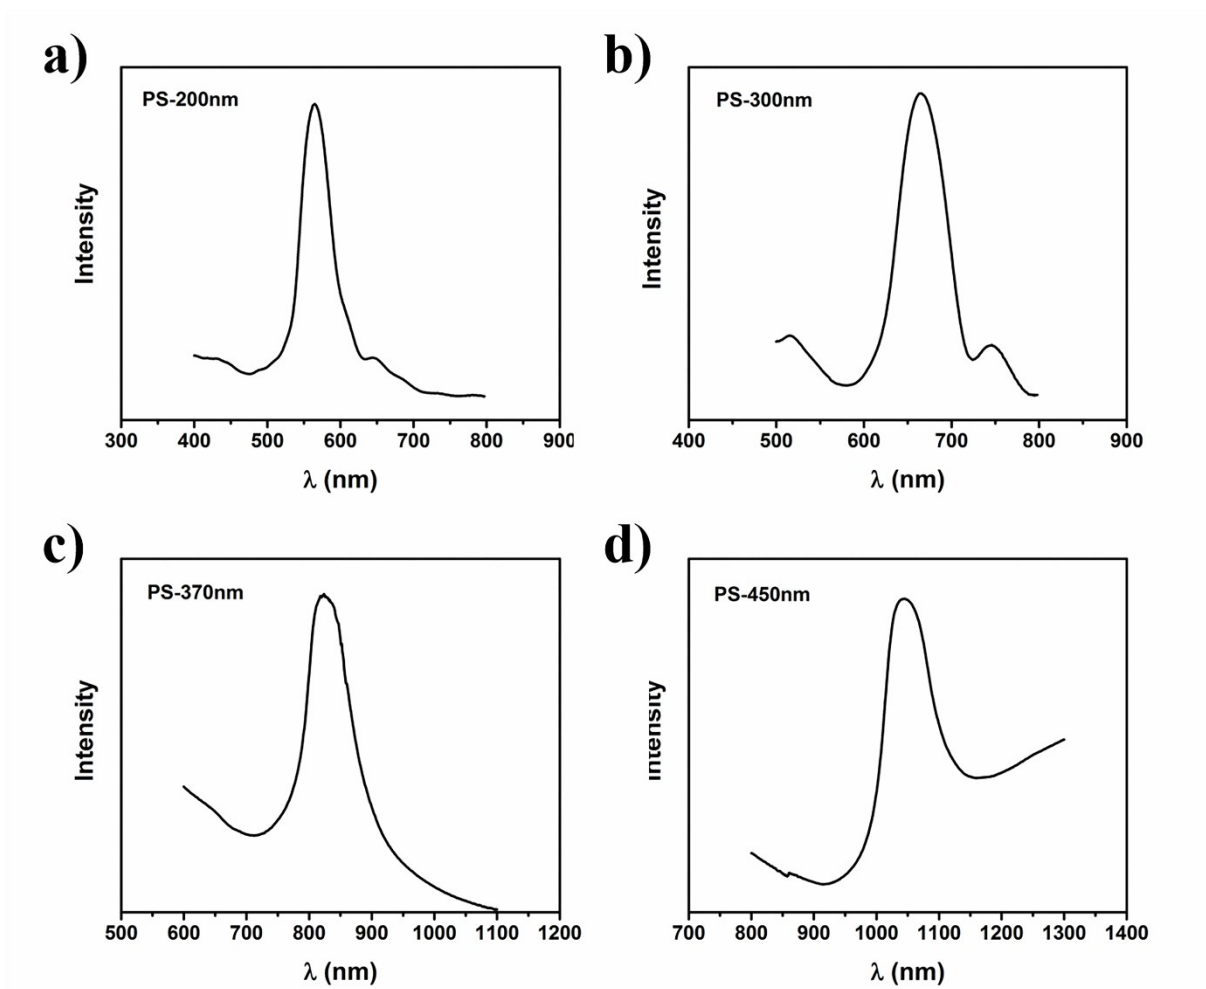 a)
PS-200nm
Intensity
300 400 500 600 700 800 900
λ (nm)
b)
PS-300nm
Intensity
400 500 600 700 800 900
λ (nm)
c)
PS-370nm
Intensity
500 600 700 800 900 1000 1100 1200
λ (nm)
d)
PS-450nm
Intensity
700 800 900 1000 1100 1200 1300 1400
λ (nm)